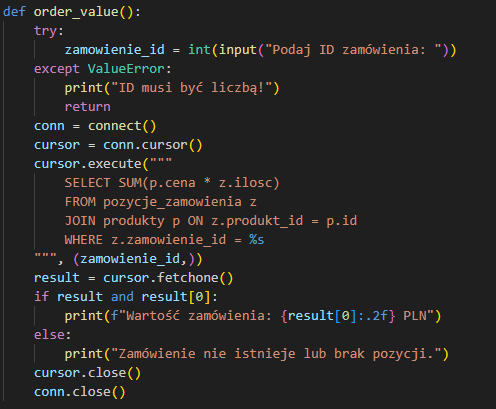 def order_value():
    try:
        zamowienie_id = int(input("Podaj ID zamówienia: "))
    except ValueError:
        print("ID musi być liczbą!")
        return
    conn = connect()
    cursor = conn.cursor()
    cursor.execute("""
        SELECT SUM(p.cena * z.ilosc)
        FROM pozycje_zamowienia z
        JOIN produkty p ON z.produkt_id = p.id
        WHERE z.zamowienie_id = %s
    """, (zamowienie_id,))
    result = cursor.fetchone()
    if result and result[0]:
        print(f"Wartość zamówienia: {result[0]:.2f} PLN")
    else:
        print("Zamówienie nie istnieje lub brak pozycji.")
    cursor.close()
    conn.close()